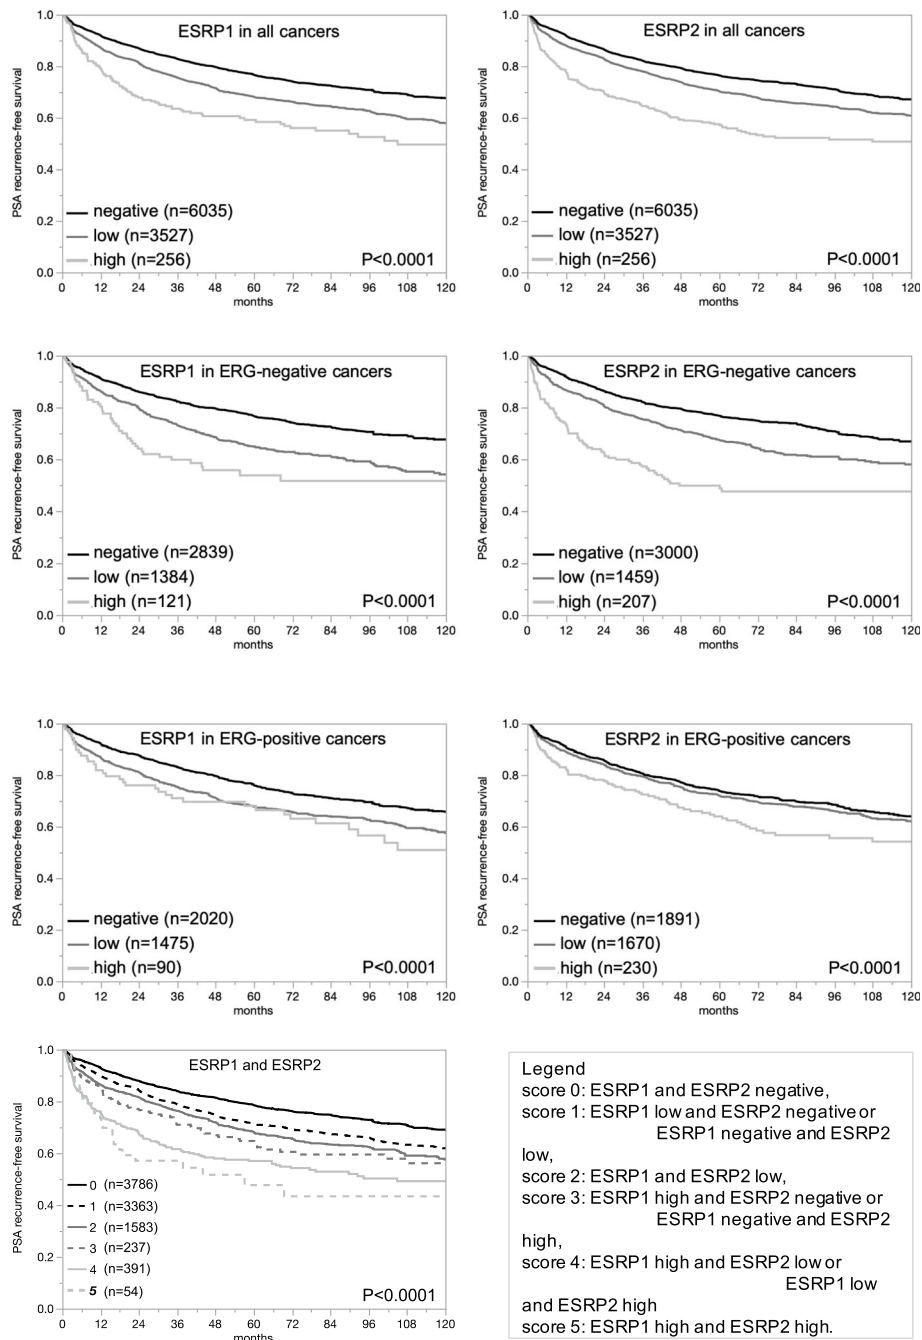 ESRP1 in all cancers
PSA recurrence-free survival
1.0
0.8
0.6
0.4
0.2
0.0
negative (n=6035)
low (n=3527)
high (n=256)
P<0.0001
0 12 24 36 48 60 72 84 96 108 120
months
ESRP2 in all cancers
PSA recurrence-free survival
1.0
0.8
0.6
0.4
0.2
0.0
negative (n=6035)
low (n=3527)
high (n=256)
P<0.0001
0 12 24 36 48 60 72 84 96 108 120
months
ESRP1 in ERG-negative cancers
PSA recurrence-free survival
1.0
0.8
0.6
0.4
0.2
0.0
negative (n=2839)
low (n=1384)
high (n=121)
P<0.0001
0 12 24 36 48 60 72 84 96 108 120
months
ESRP2 in ERG-negative cancers
PSA recurrence-free survival
1.0
0.8
0.6
0.4
0.2
0.0
negative (n=3000)
low (n=1459)
high (n=207)
P<0.0001
0 12 24 36 48 60 72 84 96 108 120
months
ESRP1 in ERG-positive cancers
PSA recurrence-free survival
1.0
0.8
0.6
0.4
0.2
0.0
negative (n=2020)
low (n=1475)
high (n=90)
P<0.0001
0 12 24 36 48 60 72 84 96 108 120
months
ESRP2 in ERG-positive cancers
PSA recurrence-free survival
1.0
0.8
0.6
0.4
0.2
0.0
negative (n=1891)
low (n=1670)
high (n=230)
P<0.0001
0 12 24 36 48 60 72 84 96 108 120
months
ESRP1 and ESRP2
PSA recurrence-free survival
1.0
0.8
0.6
0.4
0.2
0.0
0 (n=3786)
1 (n=3363)
2 (n=1583)
3 (n=237)
4 (n=391)
5 (n=54)
P<0.0001
0 12 24 36 48 60 72 84 96 108 120
months
Legend
score 0: ESRP1 and ESRP2 negative,
score 1: ESRP1 low and ESRP2 negative or
ESRP1 negative and ESRP2
low,
score 2: ESRP1 and ESRP2 low,
score 3: ESRP1 high and ESRP2 negative or
ESRP1 negative and ESRP2
high,
score 4: ESRP1 high and ESRP2 low or
ESRP1 low
and ESRP2 high
score 5: ESRP1 high and ESRP2 high.